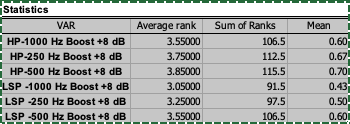 Statistics
VAR Average rank Sum of Ranks Mean
HP-1000 Hz Boost +8 dB 3.55000 106.5 0.60
HP-250 Hz Boost +8 dB 3.75000 112.5 0.67
HP-500 Hz Boost +8 dB 3.85000 115.5 0.70
LSP -1000 Hz Boost +8 dB 3.05000 91.5 0.43
LSP -250 Hz Boost +8 dB 3.25000 97.5 0.50
LSP -500 Hz Boost +8 dB 3.55000 106.5 0.60